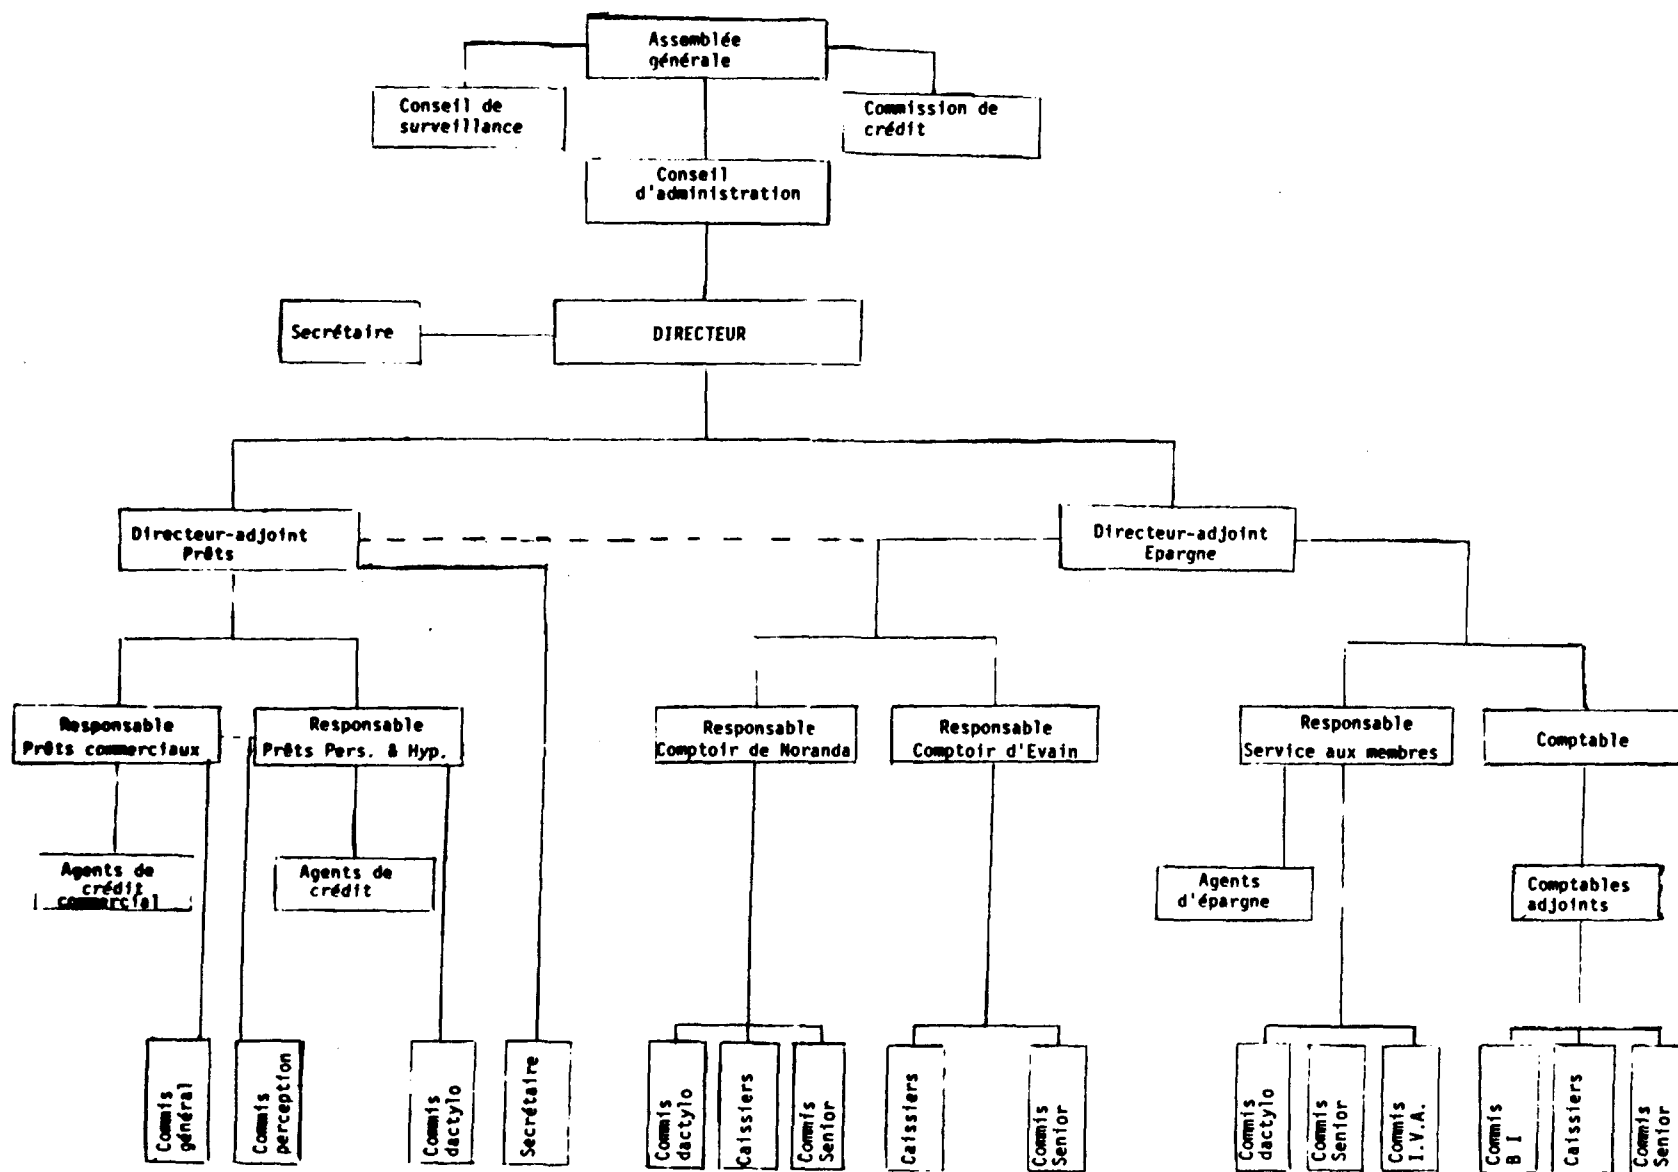 Assemblée
générale
Conseil de
surveillance
Commission de
crédit
Conseil
d'administration
Secrétaire
DIRECTEUR
Directeur-adjoint
Prêts
Directeur-adjoint
Epargne
Responsable
Prêts commerciaux
Responsable
Prêts Pers. & Hyp.
Responsable
Comptoir de Noranda
Responsable
Comptoir d'Evain
Responsable
Service aux membres
Comptable
Agents de
crédit
commercial
Agents de
crédit
Agents
d'épargne
Comptables
adjoints
Commis
général
Commis
perception
Commis
dactylo
Secrétaire
Commis
dactylo
Caissiers
Commis
Senior
Caissiers
Commis
Senior
Commis
dactylo
Commis
Senior
Commis
I.V.A.
Commis
B I
Caissiers
Commis
Senior